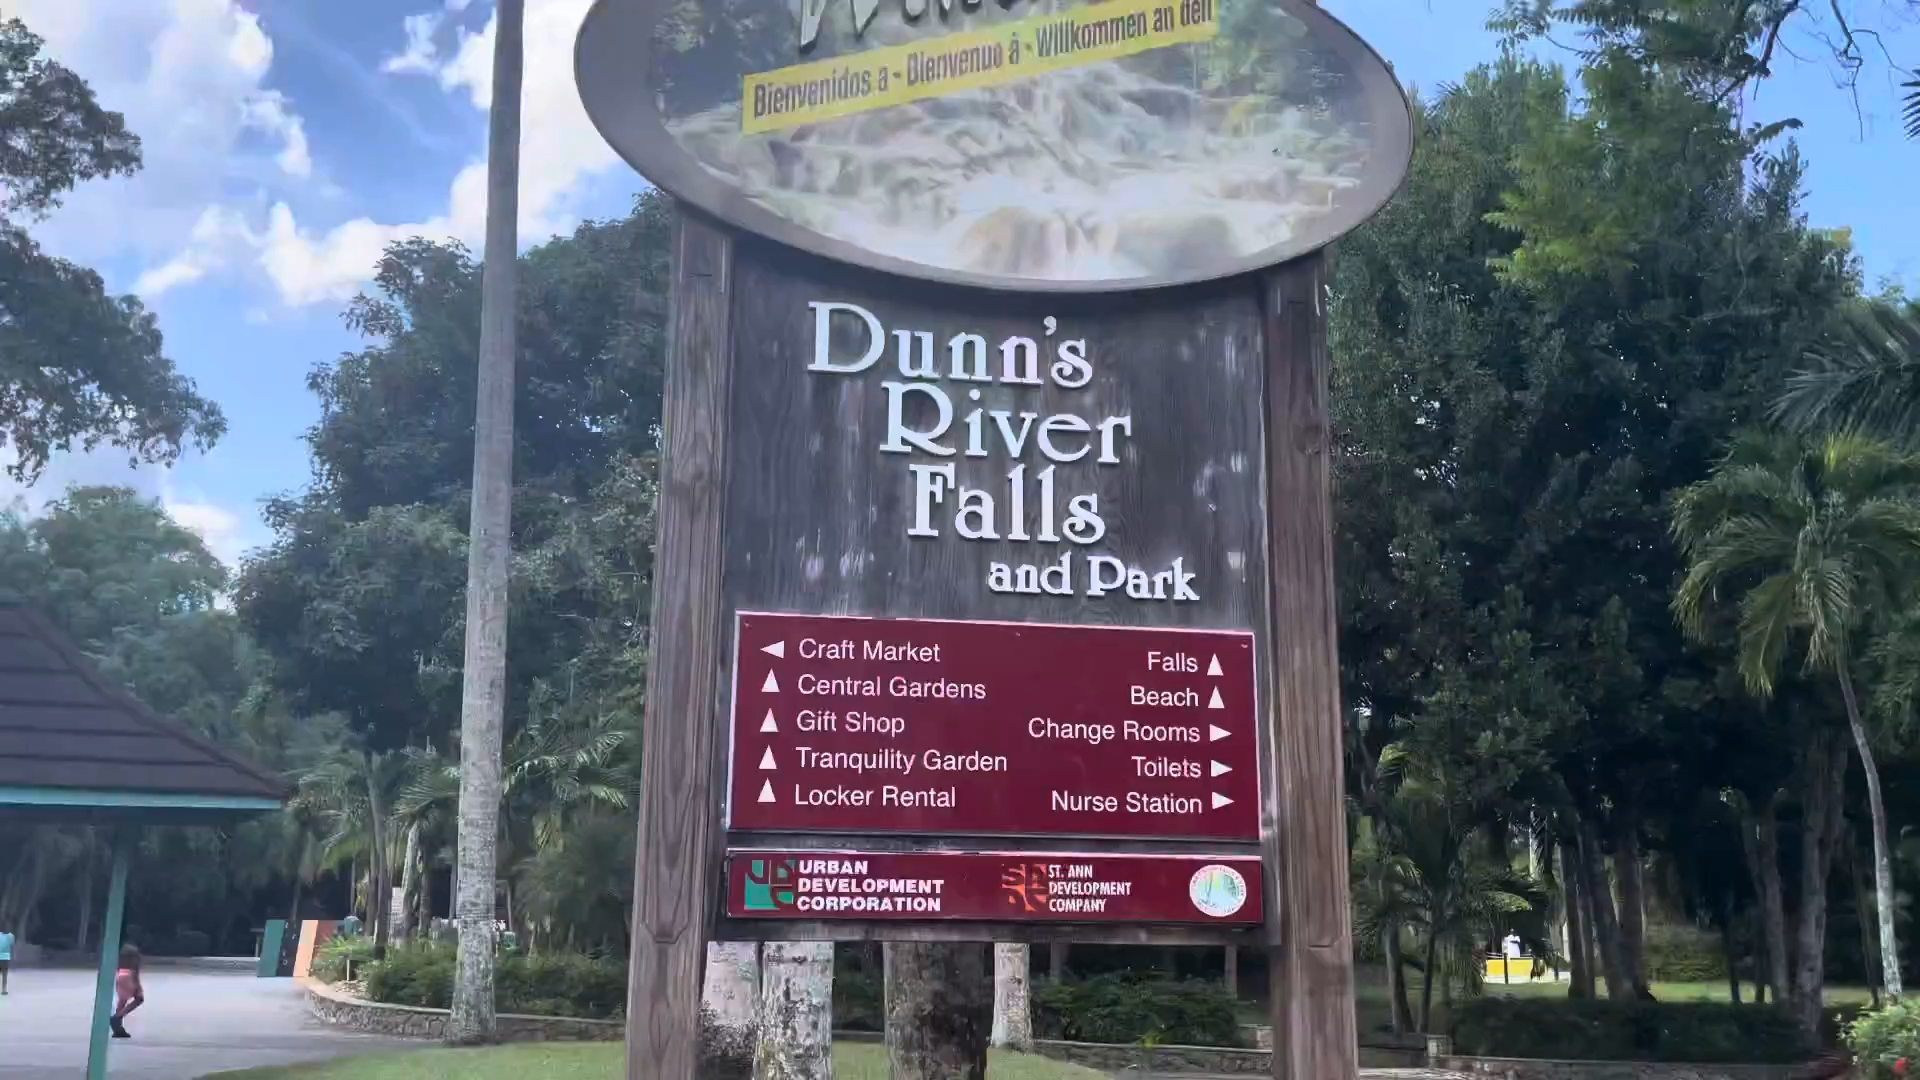 Bienvenidos a - Bienvenue á - Willkommen an den
Dunn's
River
Falls
and Park
Craft Market
Central Gardens
Gift Shop
Tranquility Garden
Locker Rental
Falls
Beach
Change Rooms
Toilets
Nurse Station
URBAN
DEVELOPMENT
CORPORATION
ST. ANN
DEVELOPMENT
COMPANY